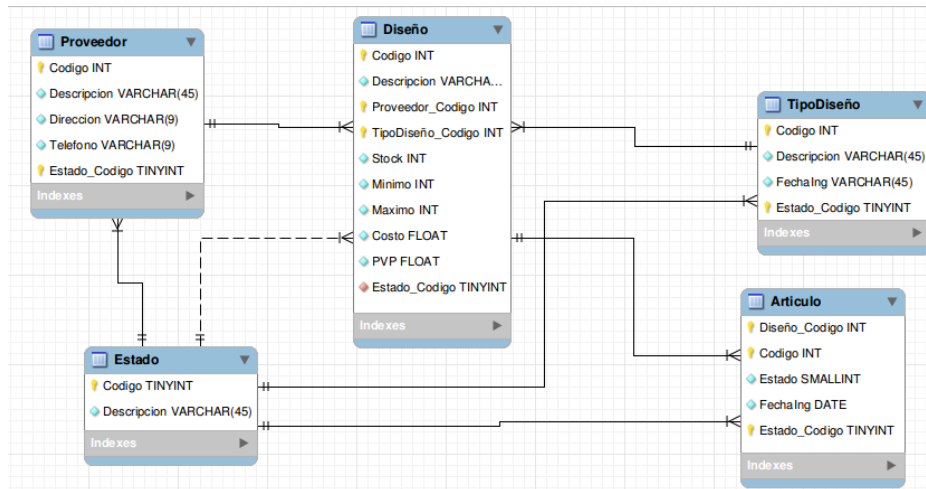 Proveedor
Codigo INT
Descripcion VARCHAR(45)
Direccion VARCHAR(9)
Telefono VARCHAR(9)
Estado_Codigo TINYINT
Indexes
Diseño
Codigo INT
Descripcion VARCHA...
Proveedor_Codigo INT
TipoDiseño_Codigo INT
Stock INT
Minimo INT
Maximo INT
Costo FLOAT
PVP FLOAT
Estado_Codigo TINYINT
Indexes
TipoDiseño
Codigo INT
Descripcion VARCHAR(45)
FechaIng VARCHAR(45)
Estado_Codigo TINYINT
Indexes
Estado
Codigo TINYINT
Descripcion VARCHAR(45)
Indexes
Articulo
Diseño_Codigo INT
Codigo INT
Estado SMALLINT
FechaIng DATE
Estado_Codigo TINYINT
Indexes